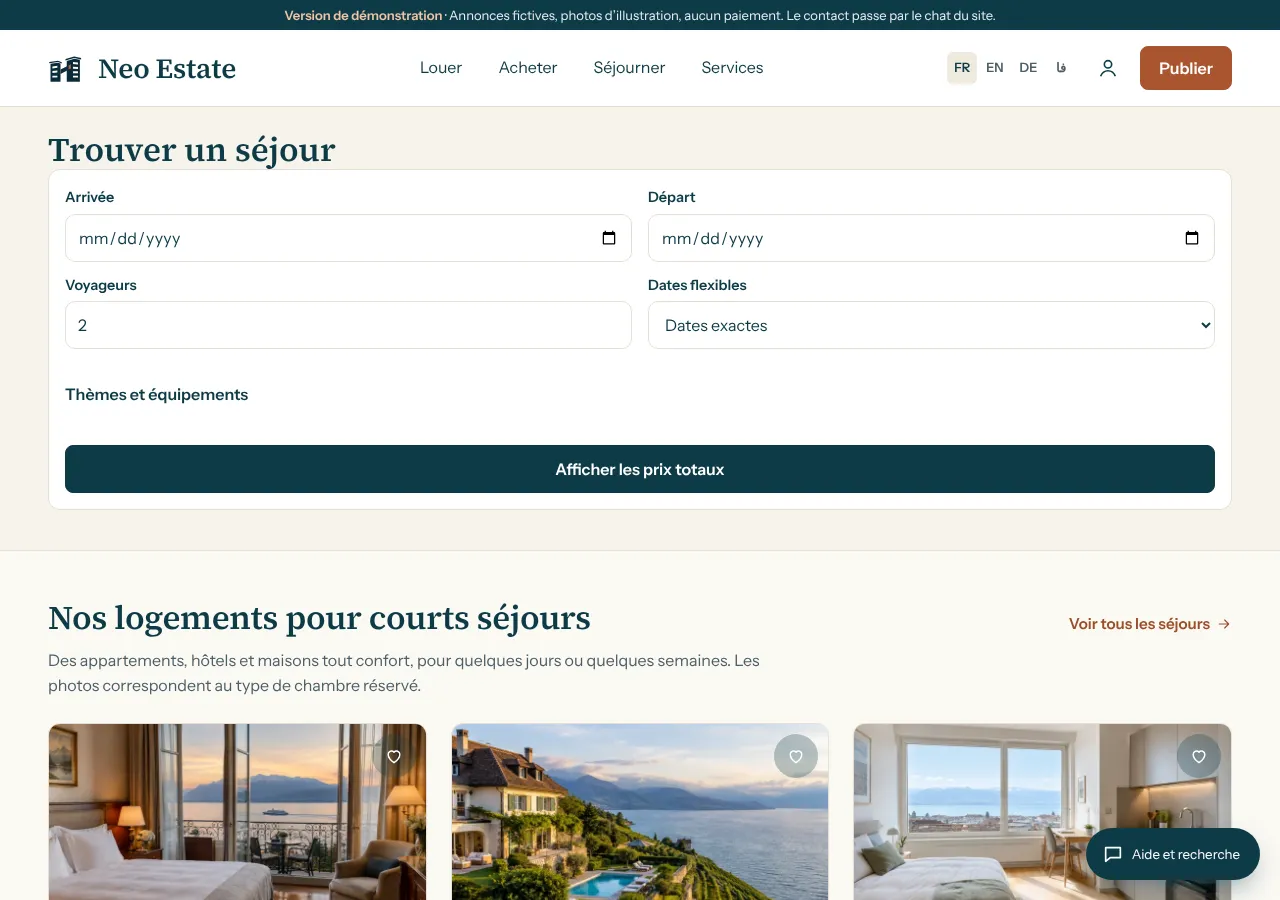 Version de démonstration · Annonces fictives, photos d'illustration, aucun paiement. Le contact passe par le chat du site.
Neo Estate
Louer
Acheter
Séjourner
Services
FR
EN
DE
فا
Publier
Trouver un séjour
Arrivée
Départ
mm/dd/yyyy
mm/dd/yyyy
Voyageurs
Dates flexibles
2
Dates exactes
Thèmes et équipements
Afficher les prix totaux
Nos logements pour courts séjours
Voir tous les séjours →
Des appartements, hôtels et maisons tout confort, pour quelques jours ou quelques semaines. Les
photos correspondent au type de chambre réservé.
Aide et recherche